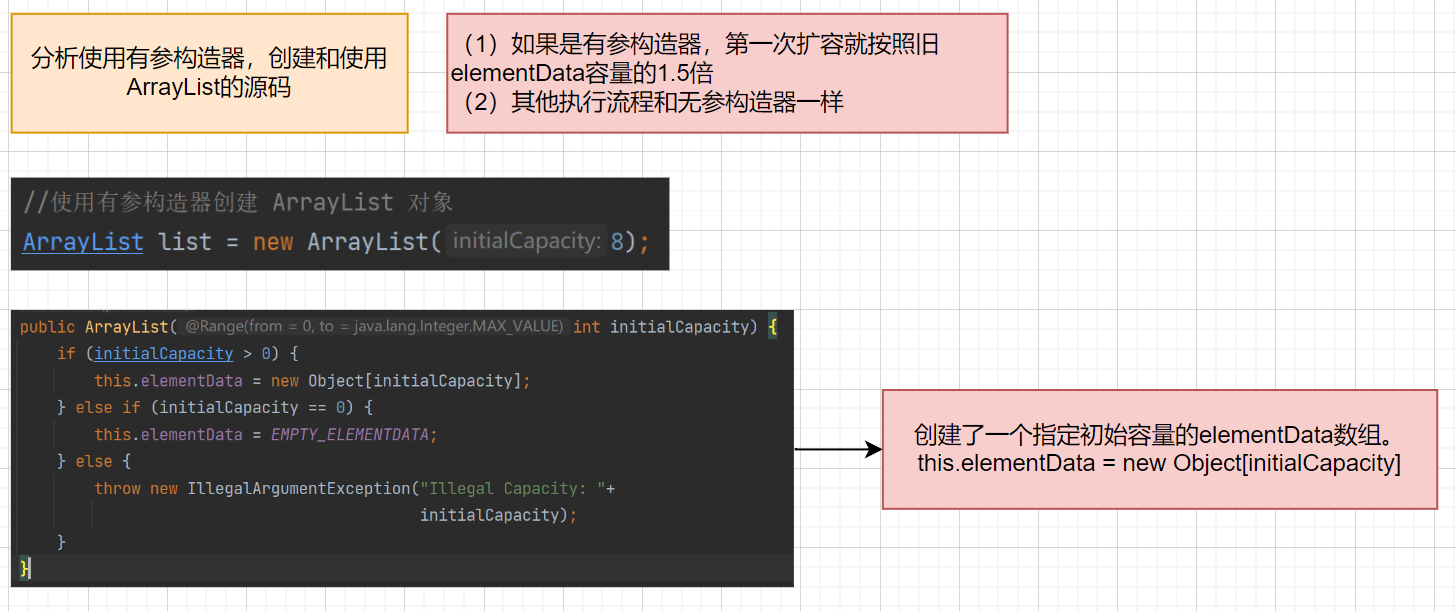 分析使用有参构造器，创建和使用
ArrayList的源码
（1）如果是有参构造器，第一次扩容就按照旧
elementData容量的1.5倍
（2）其他执行流程和无参构造器一样
//使用有参构造器创建 ArrayList 对象
ArrayList list = new ArrayList( initialCapacity: 8);
public ArrayList( @Range(from = 0, to = java.lang.Integer.MAX_VALUE) int initialCapacity) {
if (initialCapacity > 0) {
this.elementData = new Object[initialCapacity];
} else if (initialCapacity == 0) {
this.elementData = EMPTY_ELEMENTDATA;
} else {
throw new IllegalArgumentException("Illegal Capacity: "+
initialCapacity);
}
}
创建了一个指定初始容量的elementData数组。
this.elementData = new Object[initialCapacity]